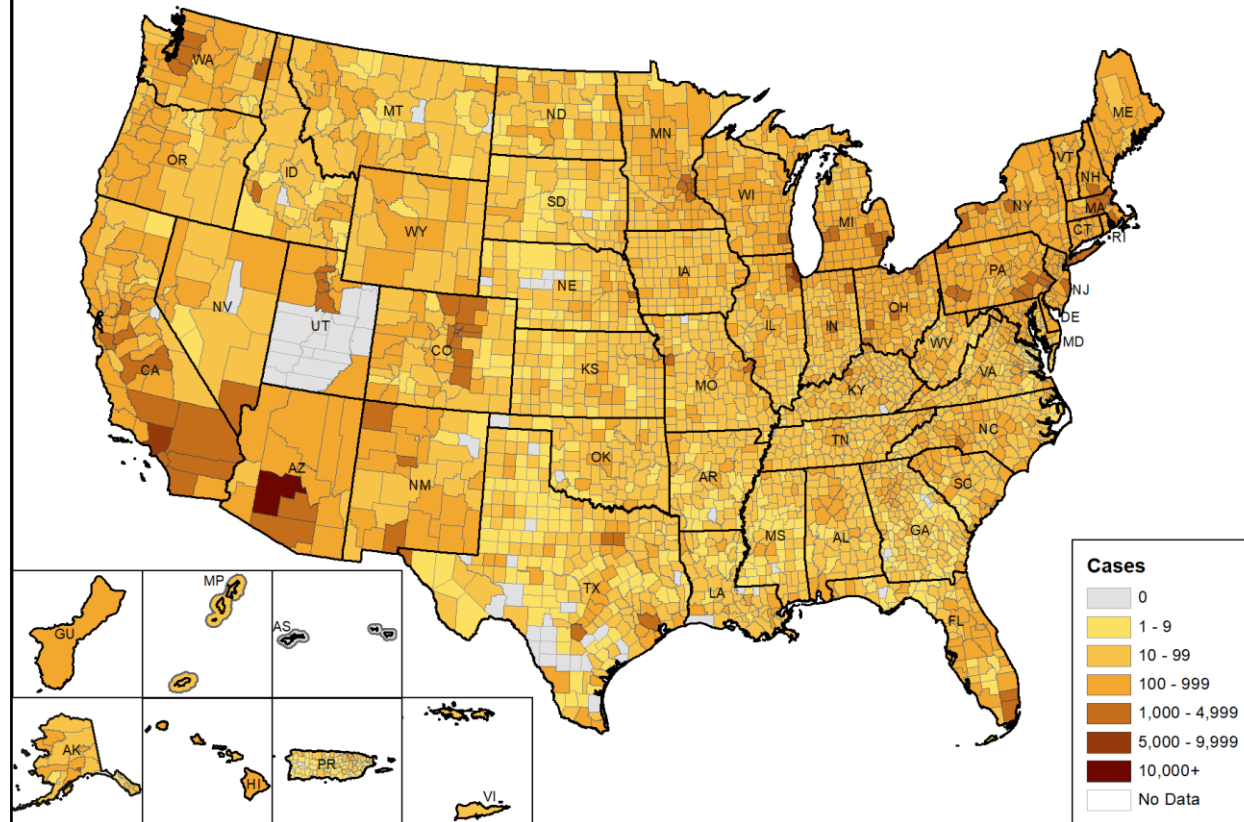 WA
MT
ND
MN
ME
OR
ID
SD
WI
MI
VT
NH
NY
MA
CT
RI
WY
IA
PA
NJ
NE
NV
UT
CO
IL
IN
OH
DE
MD
WV
CA
KS
MO
KY
VA
AZ
NM
OK
AR
TN
NC
SC
TX
LA
MS
AL
GA
FL
GU
MP
AS
AK
HI
PR
VI
Cases
0
1 - 9
10 - 99
100 - 999
1,000 - 4,999
5,000 - 9,999
10,000+
No Data